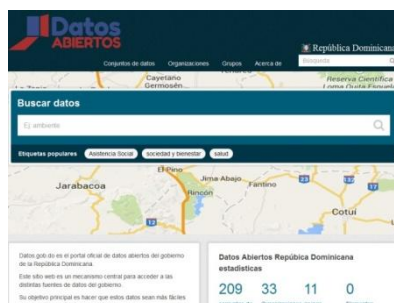 Datos
ABIERTOS
República Dominicana
Conjuntos de datos Organizaciones Grupos Acerca de
Búsqueda
Cayetano
Germosén
Reserva Científica
Buscar datos
Ej. ambiente
Etiquetas populares Asistencia Social sociedad y bienestar salud
El Pino
Jima Abajo
Jarabacoa
Fantino
Rincón
Cotuí
Datos.gob.do es el portal oficial de datos abiertos del gobierno
de la República Dominicana.
Este sitio web es un mecanismo central para acceder a las
distintas fuentes de datos del gobierno.
Su objetivo principal es hacer que estos datos sean más fáciles
Datos Abiertos República Dominicana
estadísticas
209 33 11 0